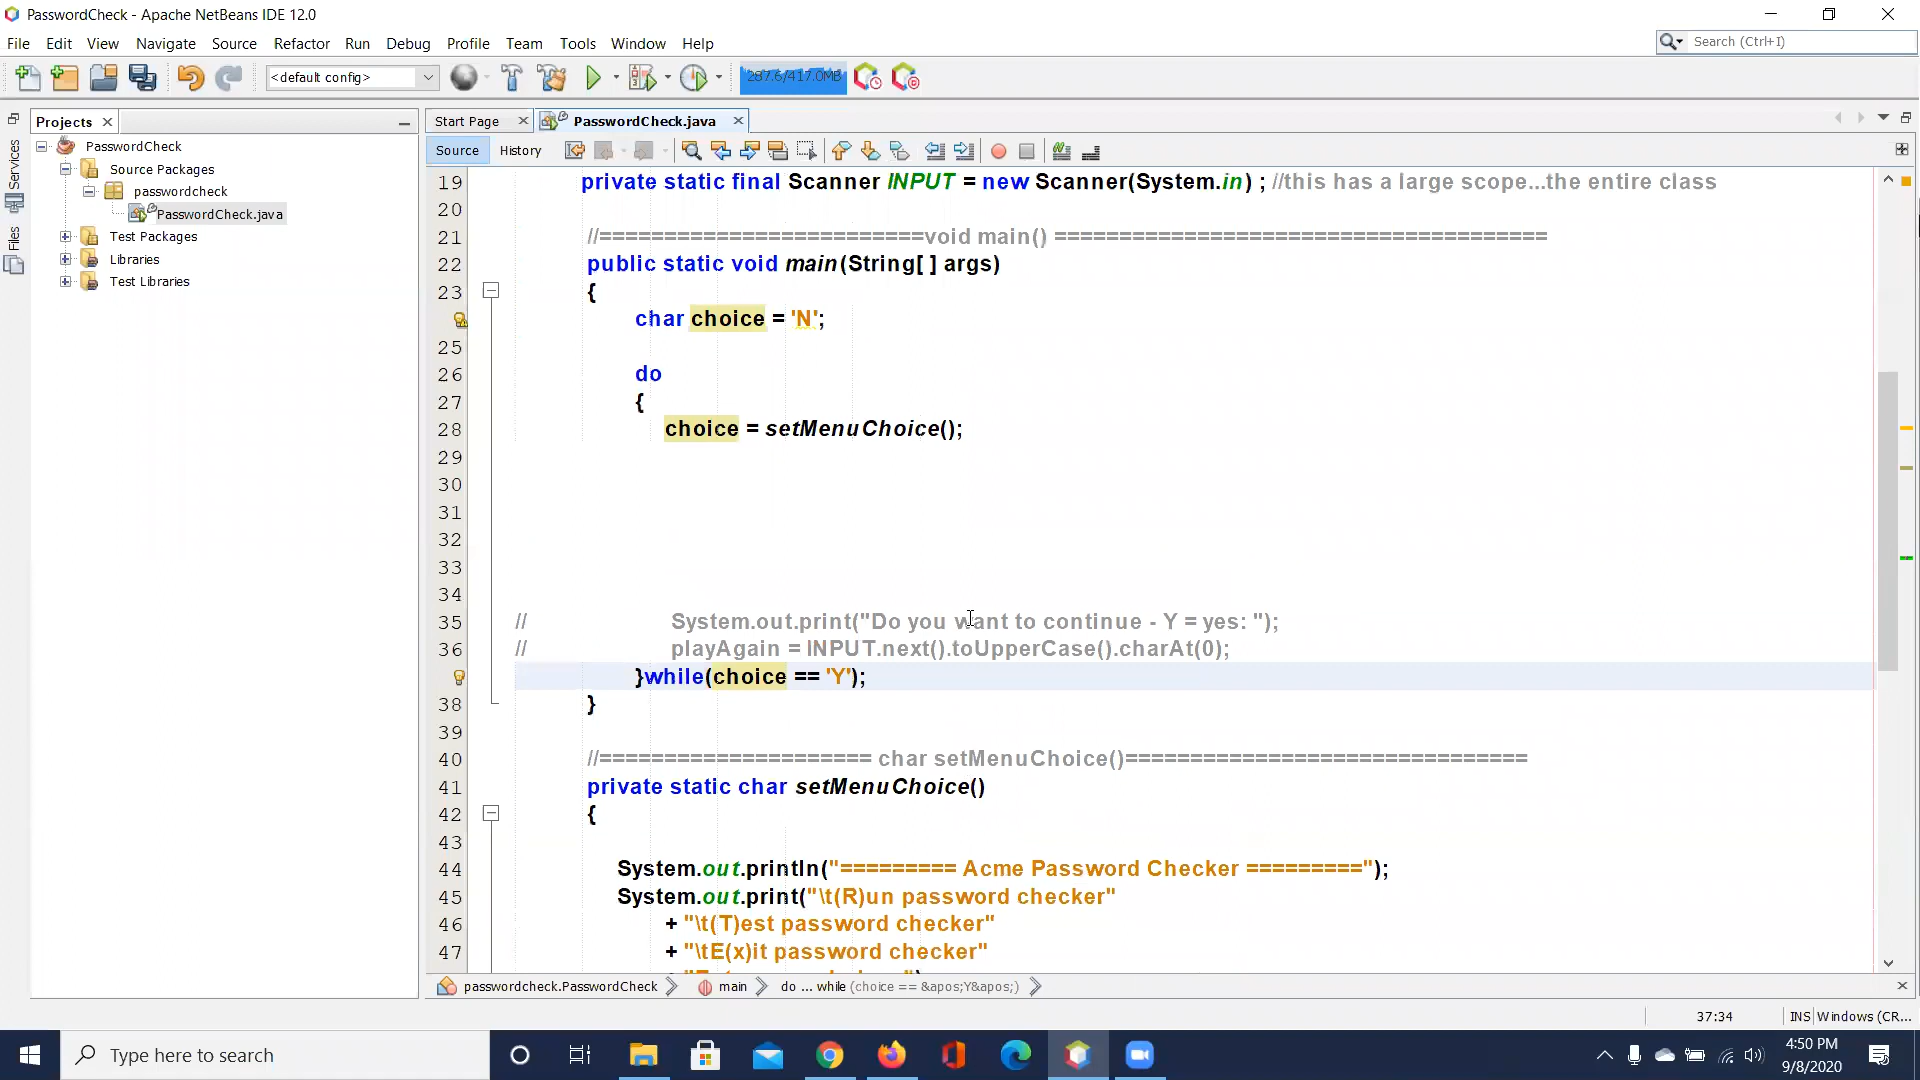 PasswordCheck - Apache NetBeans IDE 12.0
File Edit View Navigate Source Refactor Run Debug Profile Team Tools Window Help
Search (Ctrl+I)
<default config>
287.6/417.0MB
Projects
Start Page
PasswordCheck.java
Services
Files
PasswordCheck
Source Packages
passwordcheck
PasswordCheck.java
Test Packages
Libraries
Test Libraries
Source History
19 private static final Scanner INPUT = new Scanner(System.in) ; //this has a large scope...the entire class
20
21 //=========================void main() =====================================
22 public static void main(String[ ] args)
23 {
char choice = 'N';
25
26 do
27 {
28 choice = setMenuChoice();
29
30
31
32
33
34
35 // System.out.print("Do you want to continue - Y = yes: ");
36 // playAgain = INPUT.next().toUpperCase().charAt(0);
}while(choice == 'Y');
38 }
39
40 //===================== char setMenuChoice()===============================
41 private static char setMenuChoice()
42 {
43
44 System.out.println("========= Acme Password Checker =========");
45 System.out.print("\t(R)un password checker"
46 + "\t(T)est password checker"
47 + "\tE(x)it password checker"
passwordcheck.PasswordCheck main do ... while (choice == &apos;Y&apos;)
37:34 INS Windows (CR...
Type here to search
4:50 PM
9/8/2020